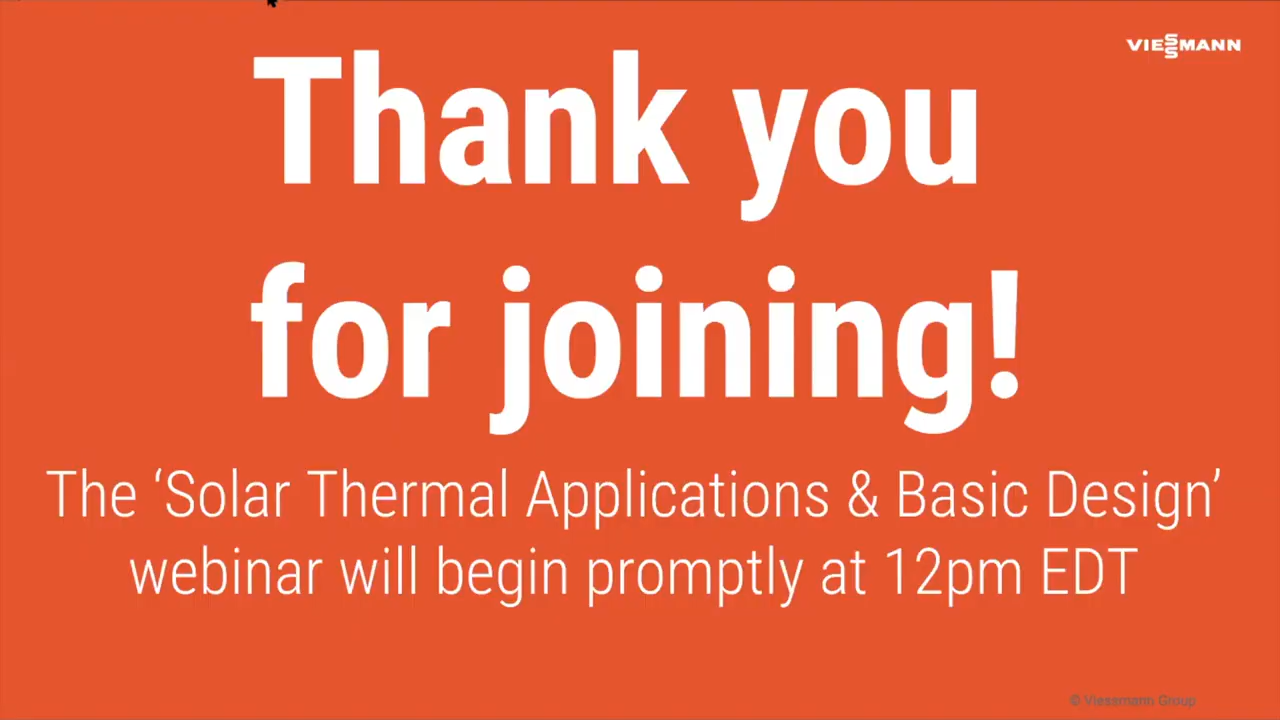 VIESSMANN
Thank you
for joining!
The ‘Solar Thermal Applications & Basic Design’
webinar will begin promptly at 12pm EDT
© Viessmann Group